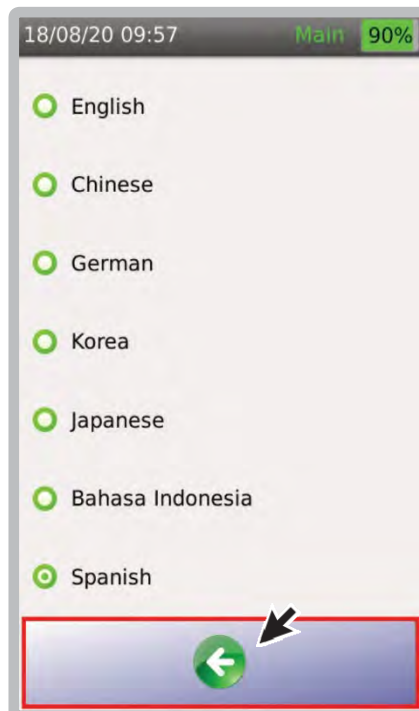 18/08/20 09:57 Main 90%
English
Chinese
German
Korea
Japanese
Bahasa Indonesia
Spanish